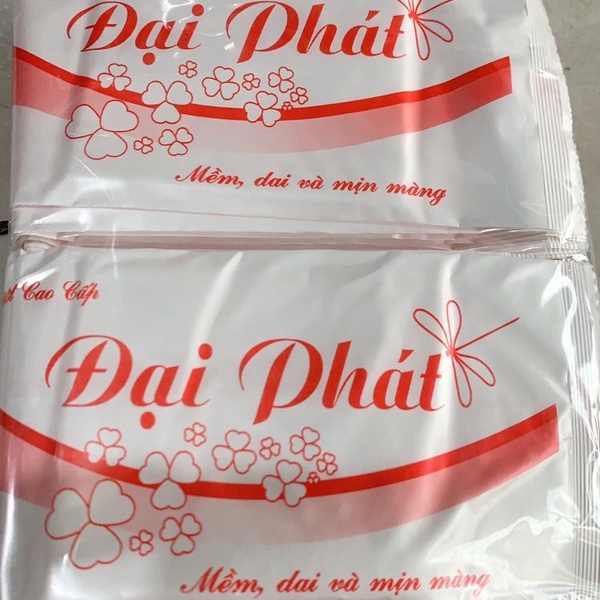 Đại Phát
Mềm, dai và mịn màng
Cao Cấp
Đại Phát
Mềm, dai và mịn màng